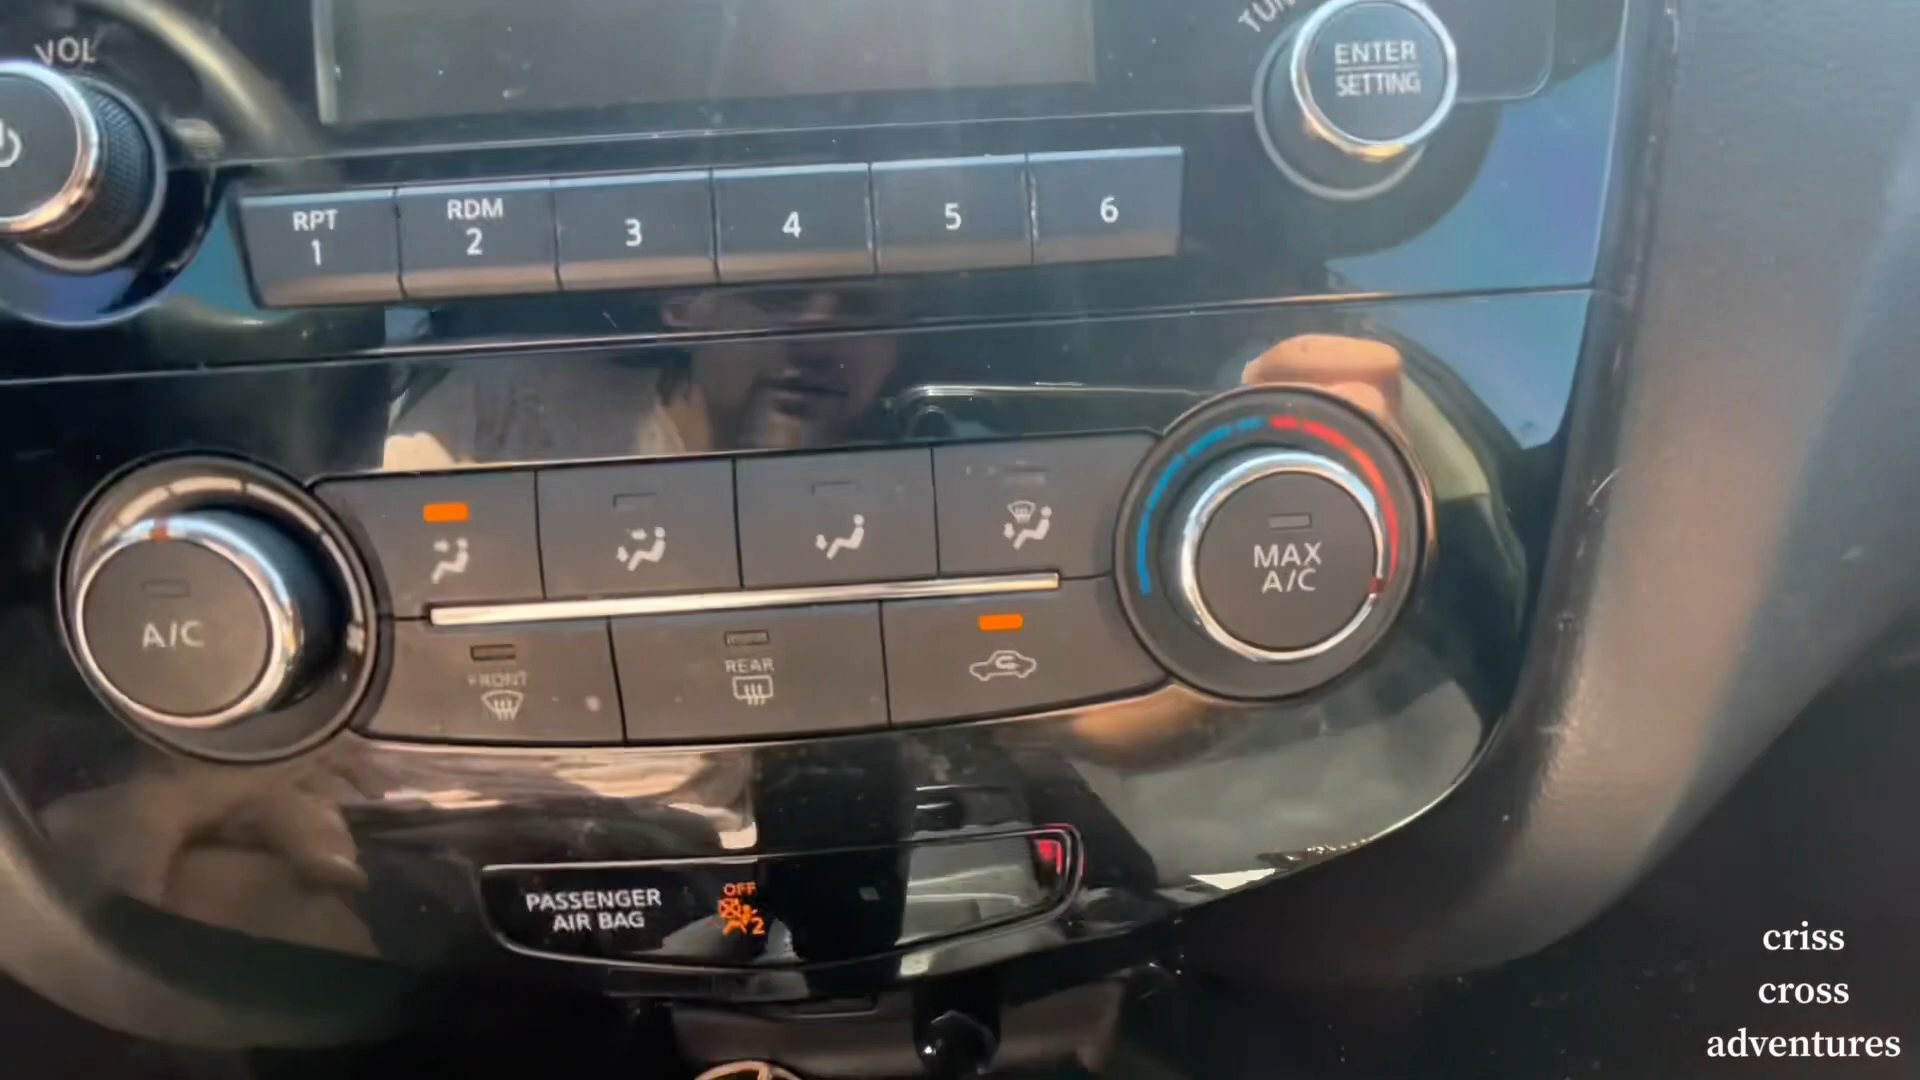 VOL
ENTER
SETTING
RPT
1
RDM
2
3
4
5
6
A/C
MAX
A/C
FRONT
REAR
PASSENGER
AIR BAG
OFF
2
criss
cross
adventures